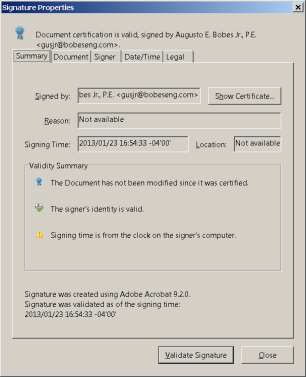 Signature Properties
Document certification is valid, signed by Augusto E. Bobes Jr., P.E.
<gusjr@bobeseng.com>.
Summary Document Signer Date/Time Legal
Signed by: bes Jr., P.E. <gusjr@bobeseng.com> Show Certificate...
Reason: Not available
Signing Time: 2013/01/23 16:54:33 -04'00' Location: Not available
Validity Summary
The Document has not been modified since it was certified.
The signer's identity is valid.
Signing time is from the clock on the signer's computer.
Signature was created using Adobe Acrobat 9.2.0.
Signature was validated as of the signing time:
2013/01/23 16:54:33 -04'00'
Validate Signature Close